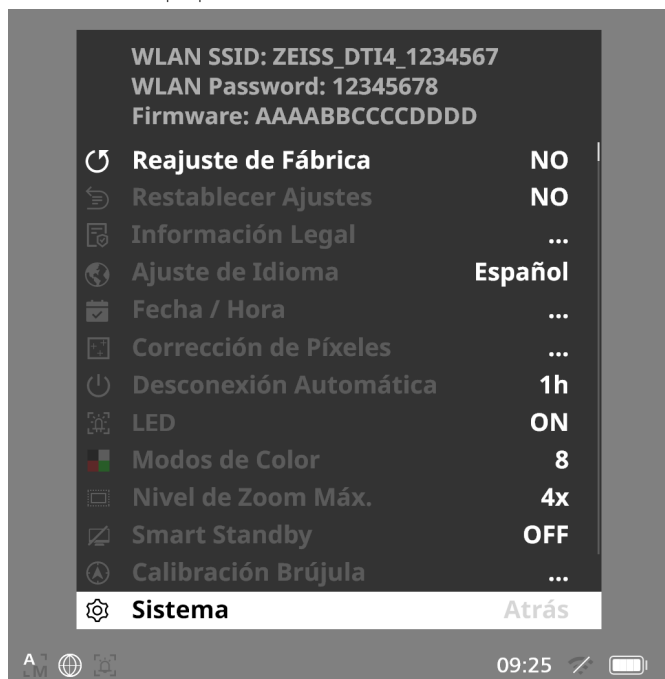 WLAN SSID: ZEISS_DTI4_1234567
WLAN Password: 12345678
Firmware: AAAABBCCCCDDDD
Reajuste de Fábrica NO
Restablecer Ajustes NO
Información Legal ...
Ajuste de Idioma Español
Fecha / Hora ...
Corrección de Píxeles ...
Desconexión Automática 1h
LED ON
Modos de Color 8
Nivel de Zoom Máx. 4x
Smart Standby OFF
Calibración Brújula ...
Sistema Atrás
A M 09:25